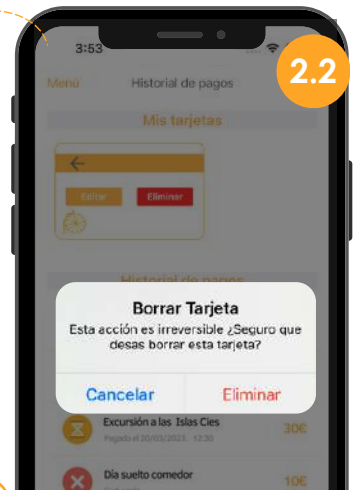 3:53
2.2
Menú
Historial de pagos
Mis tarjetas
Editar
Eliminar
Historial de pagos
Borrar Tarjeta
Esta acción es irreversible ¿Seguro que
desas borrar esta tarjeta?
Cancelar
Eliminar
Excursión a las Islas Cies
30€
Pagado el 20/03/2023, 12:30
Día suelto comedor
10€